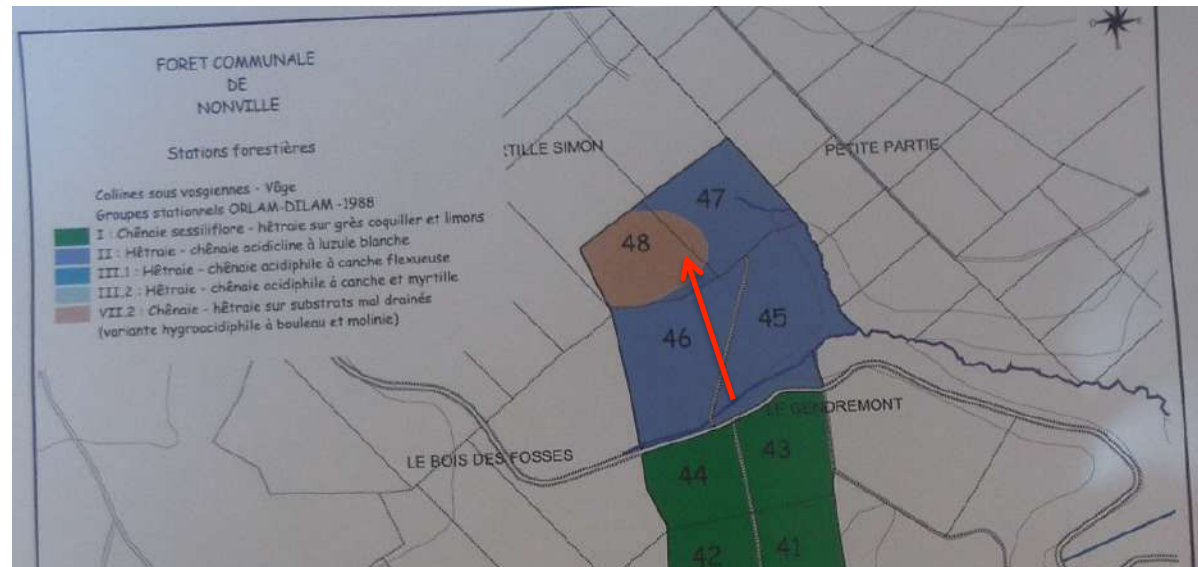 FORET COMMUNALE
DE
NONVILLE
Stations forestières
Collines sous vosgiennes - Vôge
Groupes stationnels ORLAM-DILAM -1988
I : Chênaie sessiliflore - hêtraie sur grès coquiller et limons
II : Hêtraie - chênaie acidicline à luzule blanche
III.1 : Hêtraie - chênaie acidiphile à canche flexueuse
III.2 : Hêtraie - chênaie acidiphile à canche et myrtille
VII.2 : Chênaie - hêtraie sur substrats mal drainés
(variante hygroacidiphile à bouleau et molinie)
TILLE SIMON
PETITE PARTIE
47
48
45
46
LE GENDREMONT
LE BOIS DES FOSSES
43
44
41
42